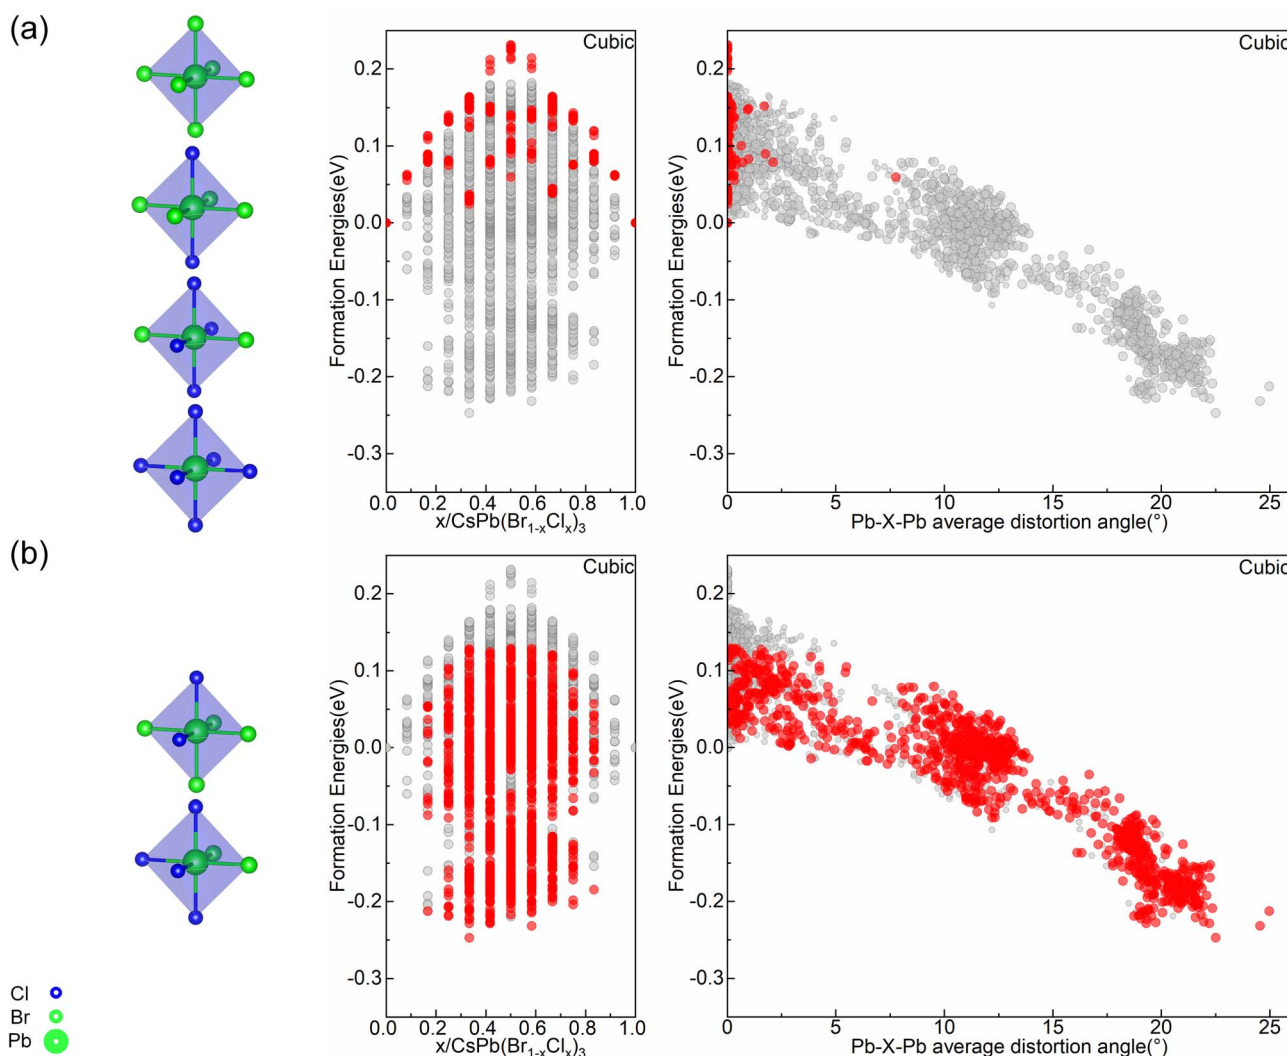 (a)
Cubic
0.2
0.1
0.0
-0.1
-0.2
-0.3
Formation Energies(eV)
0.0 0.2 0.4 0.6 0.8 1.0
x/CsPb(Br1-xClx)3
Cubic
0.2
0.1
0.0
-0.1
-0.2
-0.3
Formation Energies(eV)
0 5 10 15 20 25
Pb-X-Pb average distortion angle(°)
(b)
Cubic
0.2
0.1
0.0
-0.1
-0.2
-0.3
Formation Energies(eV)
0.0 0.2 0.4 0.6 0.8 1.0
x/CsPb(Br1-xClx)3
Cubic
0.2
0.1
0.0
-0.1
-0.2
-0.3
Formation Energies(eV)
0 5 10 15 20 25
Pb-X-Pb average distortion angle(°)
Cl
Br
Pb